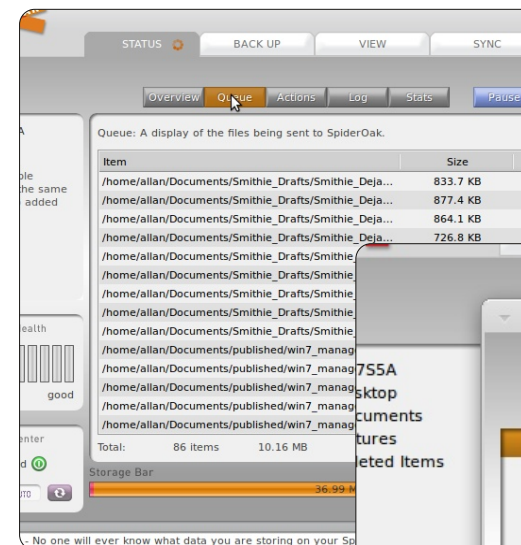 STATUS BACK UP VIEW SYNC
Overview Queue Actions Log Stats Pause
Queue: A display of the files being sent to SpiderOak.
Item Size
/home/allan/Documents/Smithie_Drafts/Smithie_Deja... 833.7 KB
/home/allan/Documents/Smithie_Drafts/Smithie_Deja... 877.4 KB
/home/allan/Documents/Smithie_Drafts/Smithie_Deja... 864.1 KB
/home/allan/Documents/Smithie_Drafts/Smithie_Deja... 726.8 KB
/home/allan/Documents/Smithie_Drafts/Smithie
/home/allan/Documents/Smithie_Drafts/Smithie
/home/allan/Documents/Smithie_Drafts/Smithie
/home/allan/Documents/Smithie_Drafts/Smithie
/home/allan/Documents/Smithie_Drafts/Smithie
/home/allan/Documents/published/win7_manag
/home/allan/Documents/published/win7_manag
/home/allan/Documents/published/win7_manag
/home/allan/Documents/published/win7_manag
/home/allan/Documents/published/win7_manag
Total: 86 items 10.16 MB
Storage Bar
36.99 M
A
ple
the same
added
ealth
good
enter
d
UTO
7S5A
sktop
cuments
tures
leted Items
- No one will ever know what data you are storing on your Sp